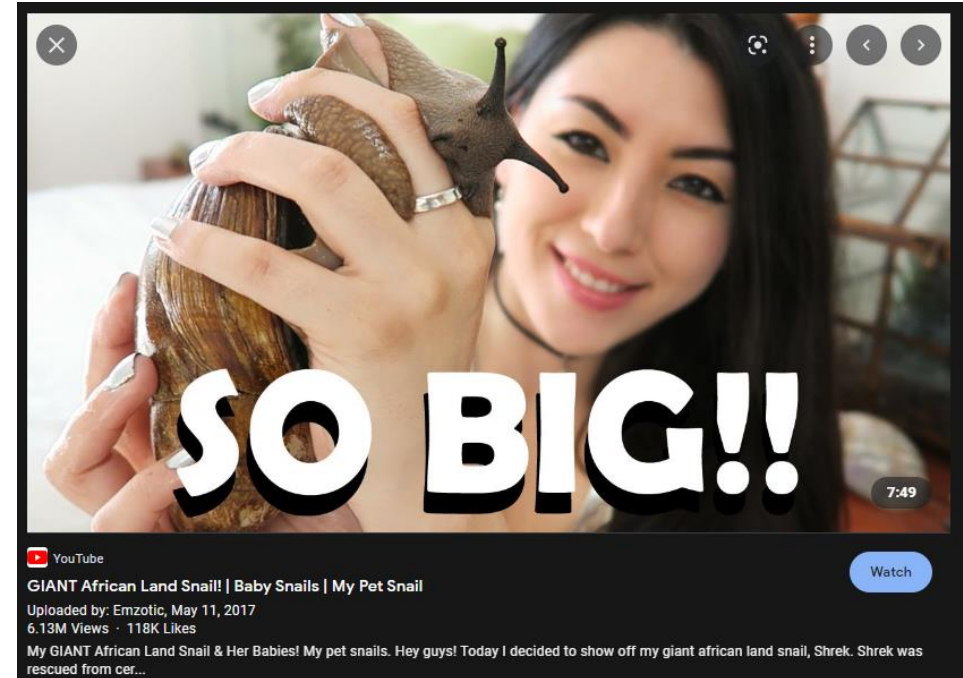 SO BIG!!
7:49
YouTube
GIANT African Land Snail! | Baby Snails | My Pet Snail
Watch
Uploaded by: Emzotic, May 11, 2017
6.13M Views · 118K Likes
My GIANT African Land Snail & Her Babies! My pet snails. Hey guys! Today I decided to show off my giant african land snail, Shrek. Shrek was
rescued from cer...